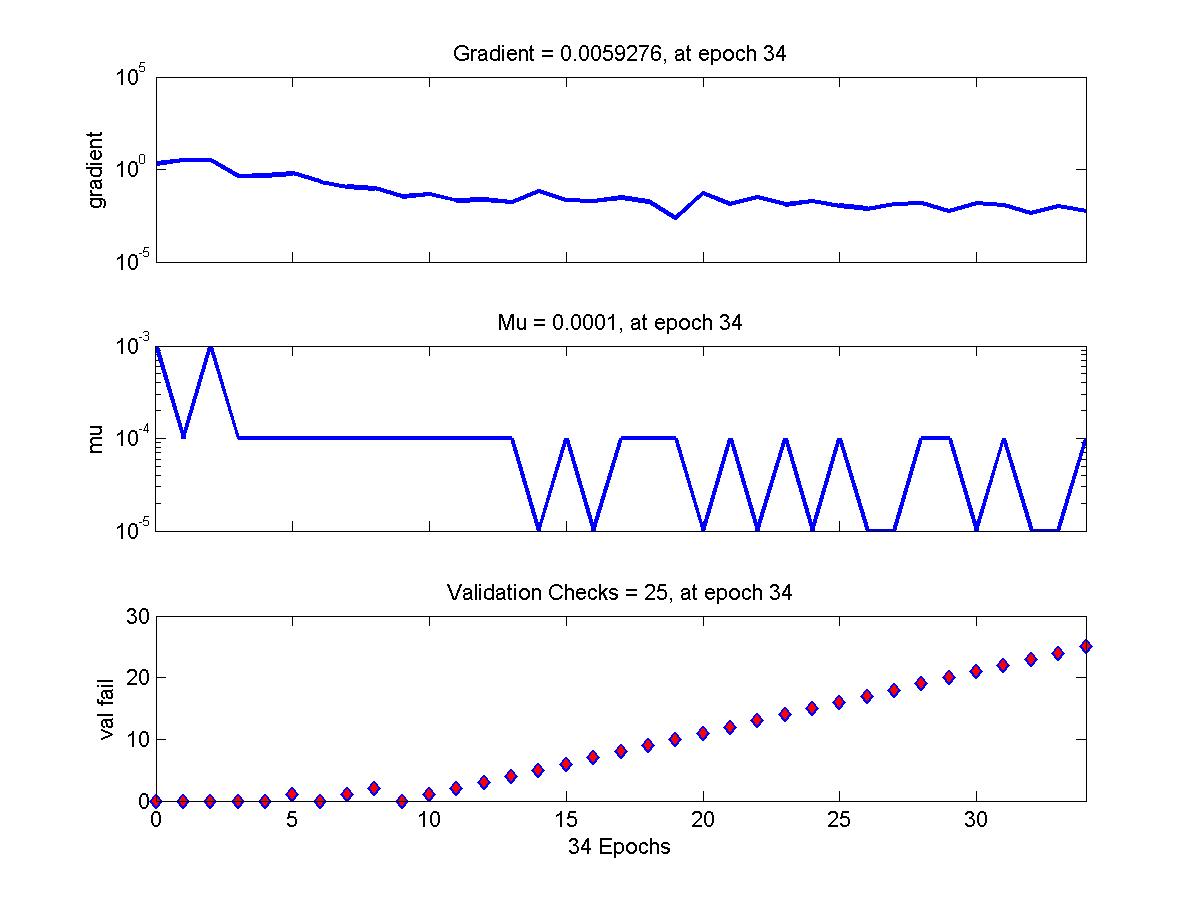 Gradient = 0.0059276, at epoch 34
10^5
10^0
10^-5
gradient
Mu = 0.0001, at epoch 34
10^-3
10^-4
10^-5
mu
Validation Checks = 25, at epoch 34
30
20
10
0
val fail
0 5 10 15 20 25 30
34 Epochs